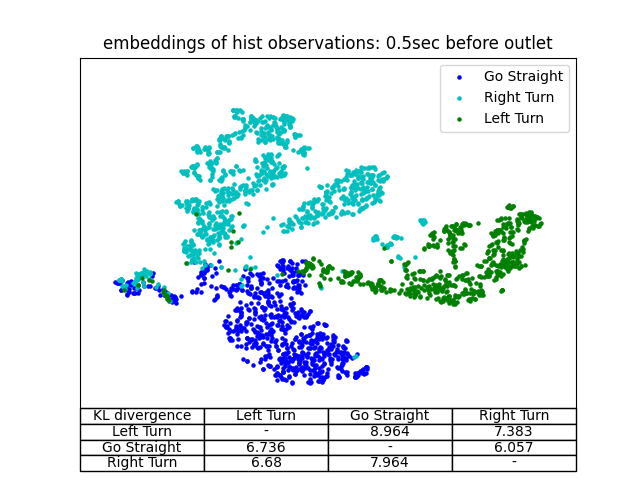 embeddings of hist observations: 0.5sec before outlet
Go Straight
Right Turn
Left Turn
KL divergence Left Turn Go Straight Right Turn
Left Turn - 8.964 7.383
Go Straight 6.736 - 6.057
Right Turn 6.68 7.964 -